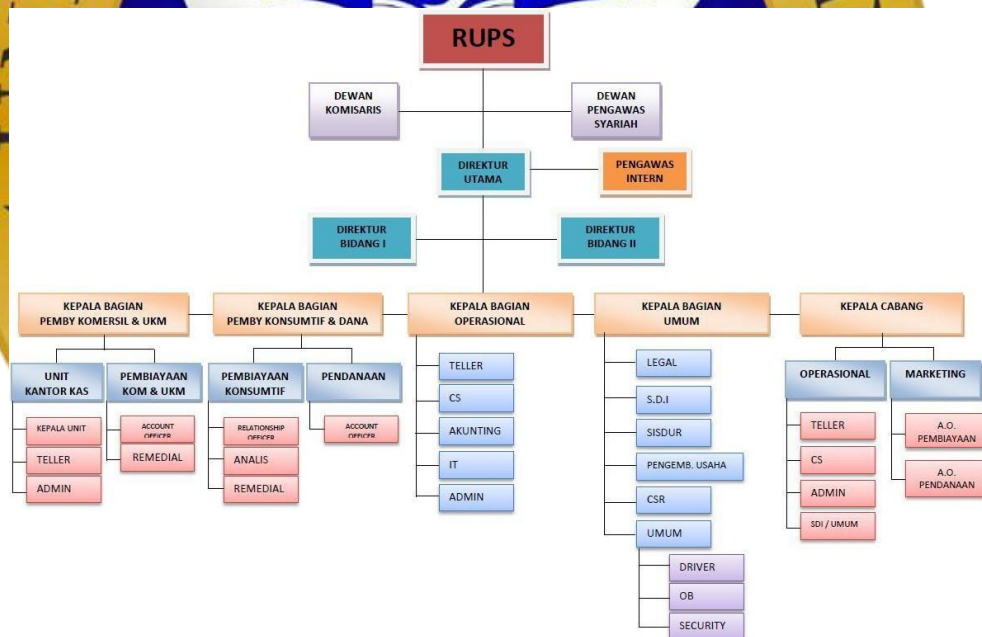 RUPS
DEWAN
KOMISARIS
DEWAN
PENGAWAS
SYARIAH
DIREKTUR
UTAMA
PENGAWAS
INTERN
DIREKTUR
BIDANG I
DIREKTUR
BIDANG II
KEPALA BAGIAN
PEMBY KOMERSIL & UKM
KEPALA BAGIAN
PEMBY KONSUMTIF & DANA
KEPALA BAGIAN
OPERASIONAL
KEPALA BAGIAN
UMUM
KEPALA CABANG
UNIT
KANTOR KAS
KEPALA UNIT
TELLER
ADMIN
PEMBIAYAAN
KOM & UKM
ACCOUNT
OFFICER
REMEDIAL
PEMBIAYAAN
KONSUMTIF
RELATIONSHIP
OFFICER
ANALIS
REMEDIAL
PENDANAAN
ACCOUNT
OFFICER
TELLER
CS
AKUNTING
IT
ADMIN
LEGAL
S.D.I
SISDUR
PENGEMB. USAHA
CSR
UMUM
DRIVER
OB
SECURITY
OPERASIONAL
TELLER
CS
ADMIN
SDI / UMUM
MARKETING
A.O.
PEMBIAYAAN
A.O.
PENDANAAN